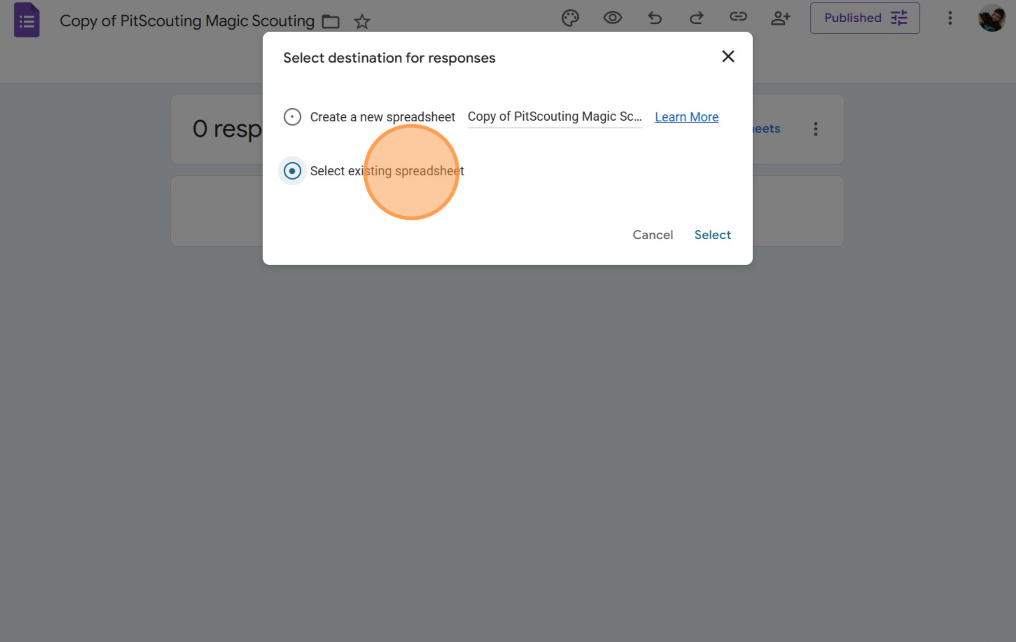 Copy of PitScouting Magic Scouting
Published
Select destination for responses
Create a new spreadsheet Copy of PitScouting Magic Sc... Learn More
0 resp
eets
Select existing spreadsheet
Cancel Select